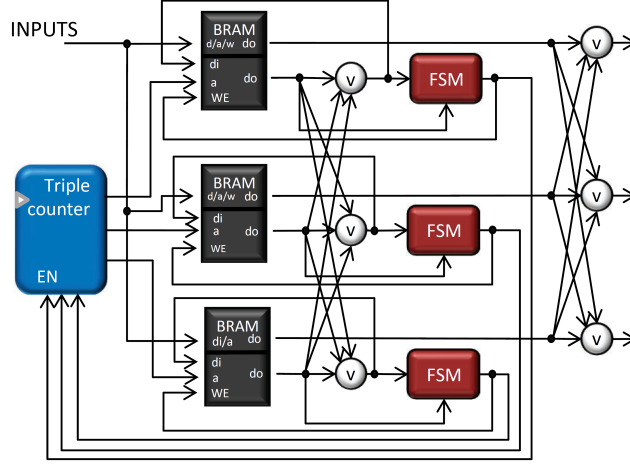 INPUTS
BRAM
d/a/w do
di
do
a
WE
v
FSM
v
Triple
counter
EN
BRAM
d/a/w do
di
a
do
WE
v
FSM
v
BRAM
di/a do
di
do
a
WE
v
FSM
v